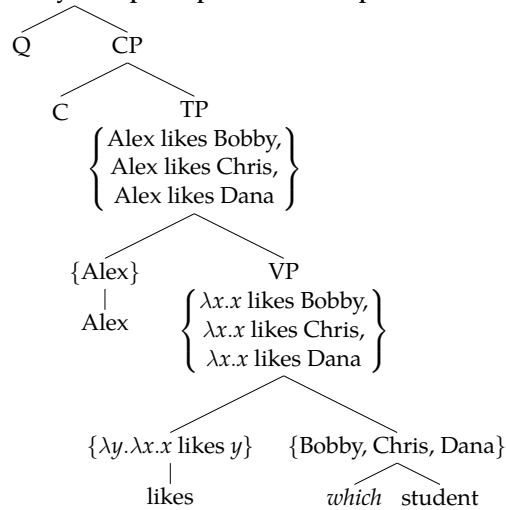 Q CP
C TP
Alex likes Bobby,
Alex likes Chris,
Alex likes Dana
{Alex} VP
Alex
λx.x likes Bobby,
λx.x likes Chris,
λx.x likes Dana
{λy.λx.x likes y} {Bobby, Chris, Dana}
likes which student